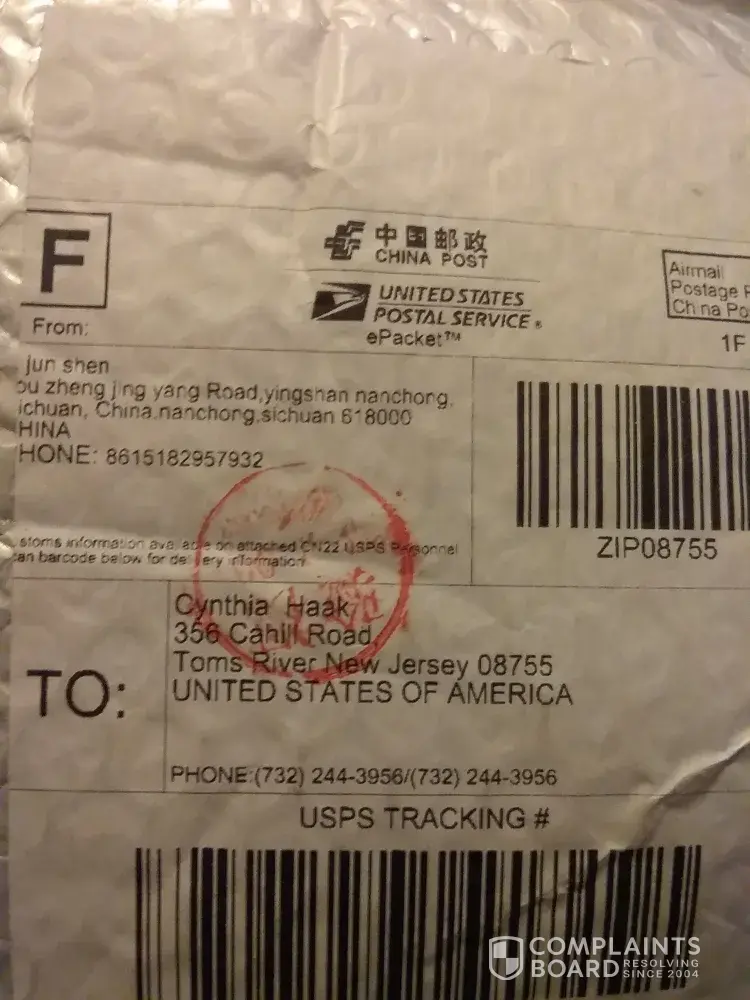 F
中国邮政
CHINA POST
UNITED STATES
POSTAL SERVICE®
ePacket™
Airmail
Postage P
China Po
1F
From:
jun shen
ou zheng jing yang Road,yingshan nanchong,
ichuan, China,nanchong,sichuan 618000
HINA
HONE: 8615182957932
ZIP08755
stoms information available on attached CN22 USPS Personnel
an barcode below for delivery information
TO:
Cynthia Haak,
356 Cahill Road,
Toms River New Jersey 08755
UNITED STATES OF AMERICA
PHONE:(732) 244-3956/(732) 244-3956
USPS TRACKING #
COMPLAINTS
BOARD RESOLVING
SINCE 2004